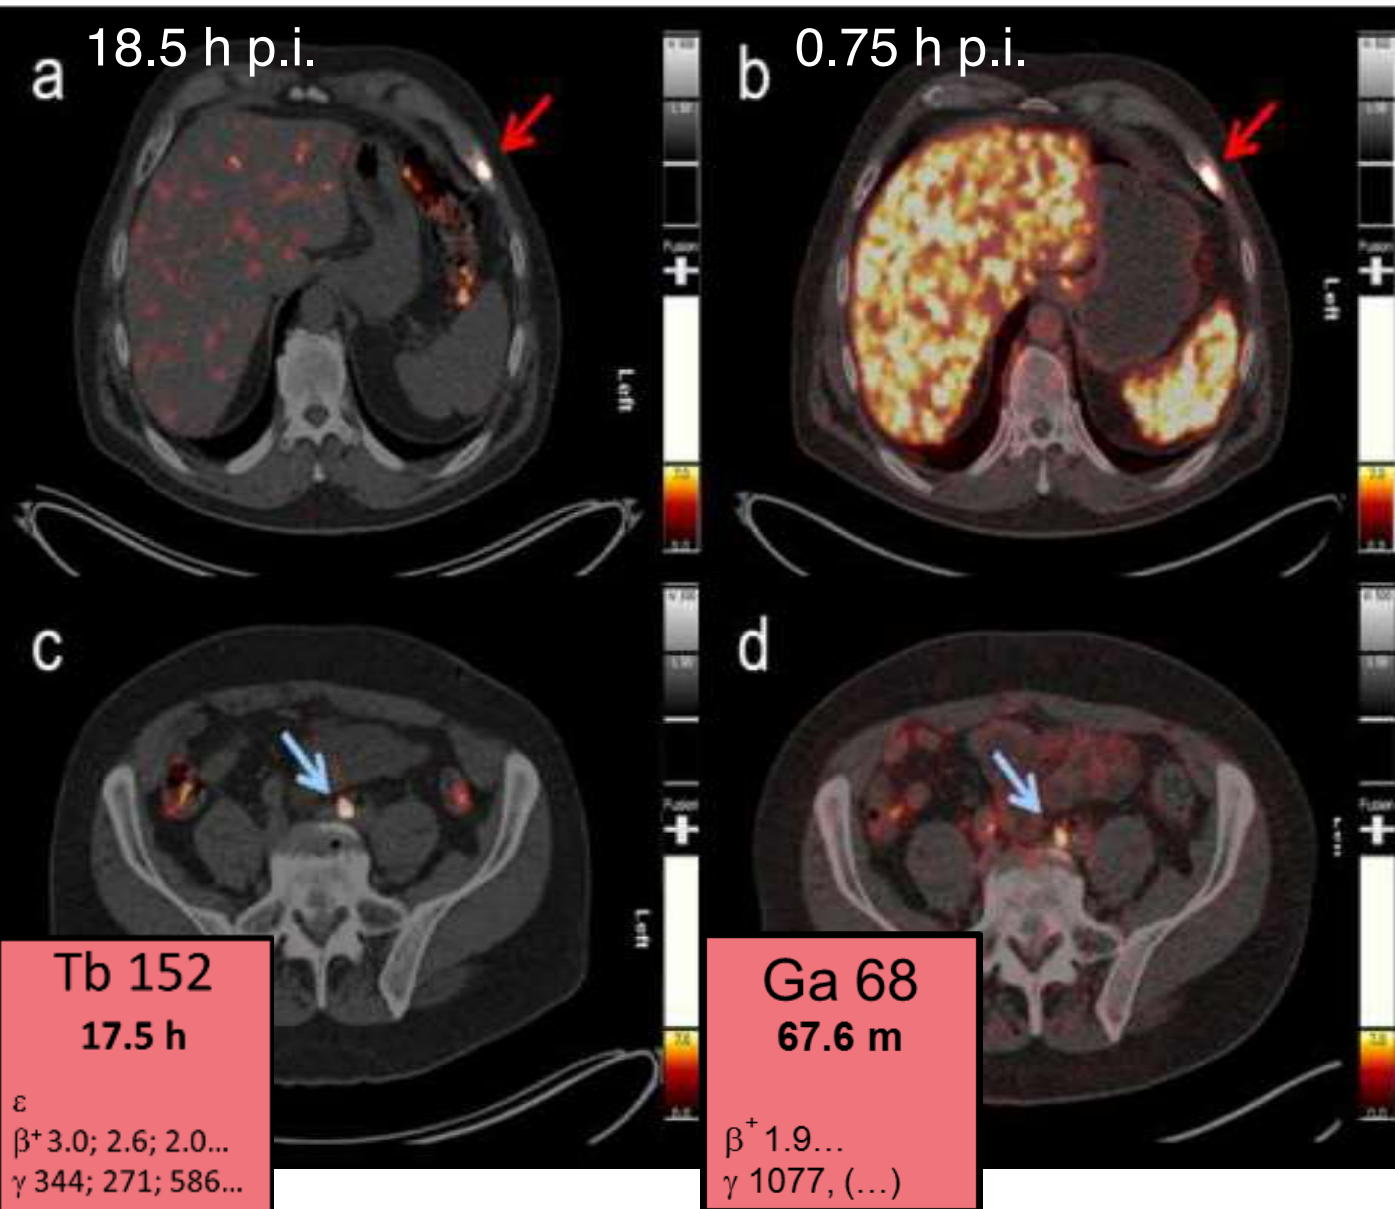 a 18.5 h p.i.
b 0.75 h p.i.
Fusion
Left
Fusion
Left
c
d
Fusion
Left
Fusion
Tb 152
17.5 h
ε
β+ 3.0; 2.6; 2.0...
γ 344; 271; 586...
Ga 68
67.6 m
β+ 1.9...
γ 1077, (...)